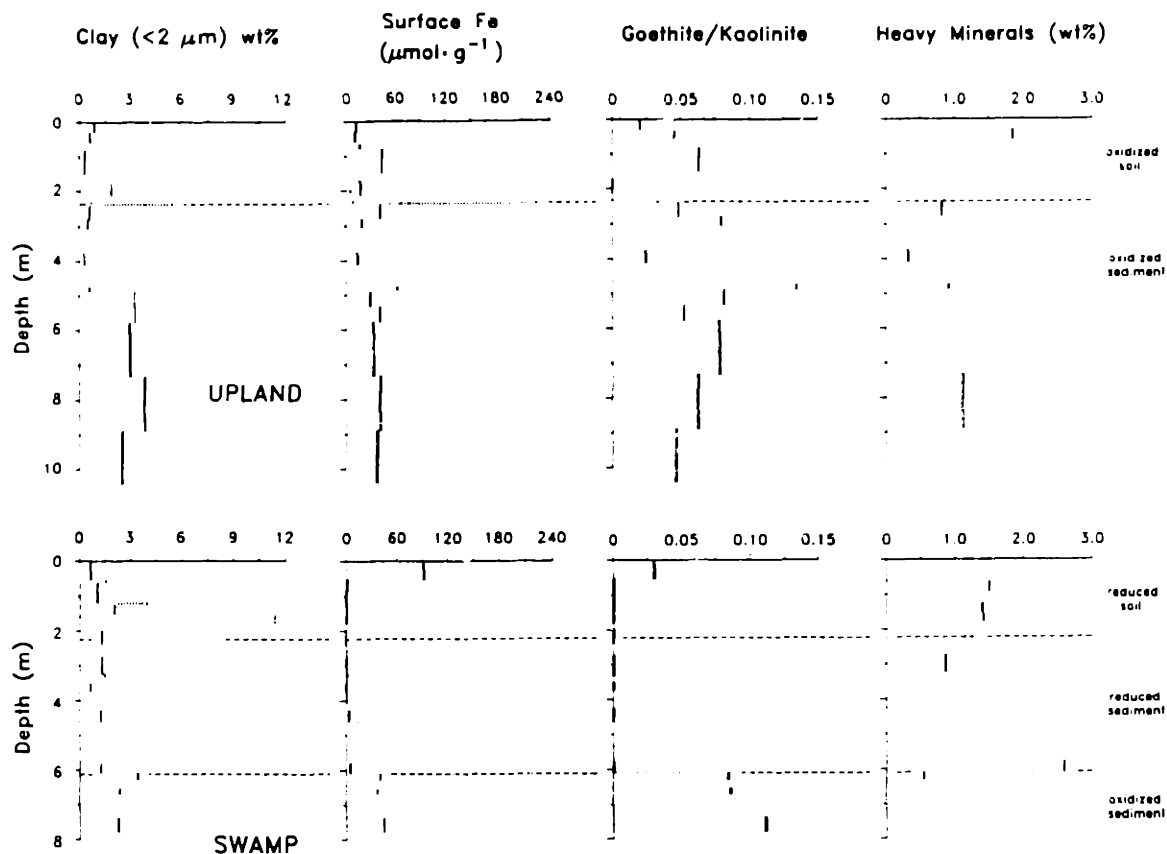 Clay (<2 μm) wt%
Surface Fe
(μmol·g⁻¹)
Goethite/Kaolinite
Heavy Minerals (wt%)
0 3 6 9 12
0 60 120 180 240
0 0.05 0.10 0.15
0 1.0 2.0 3.0
Depth (m)
0
2
4
6
8
10
oxidized
soil
oxidized
sediment
UPLAND
0 3 6 9 12
0 60 120 180 240
0 0.05 0.10 0.15
0 1.0 2.0 3.0
Depth (m)
0
2
4
6
8
reduced
soil
reduced
sediment
oxidized
sediment
SWAMP